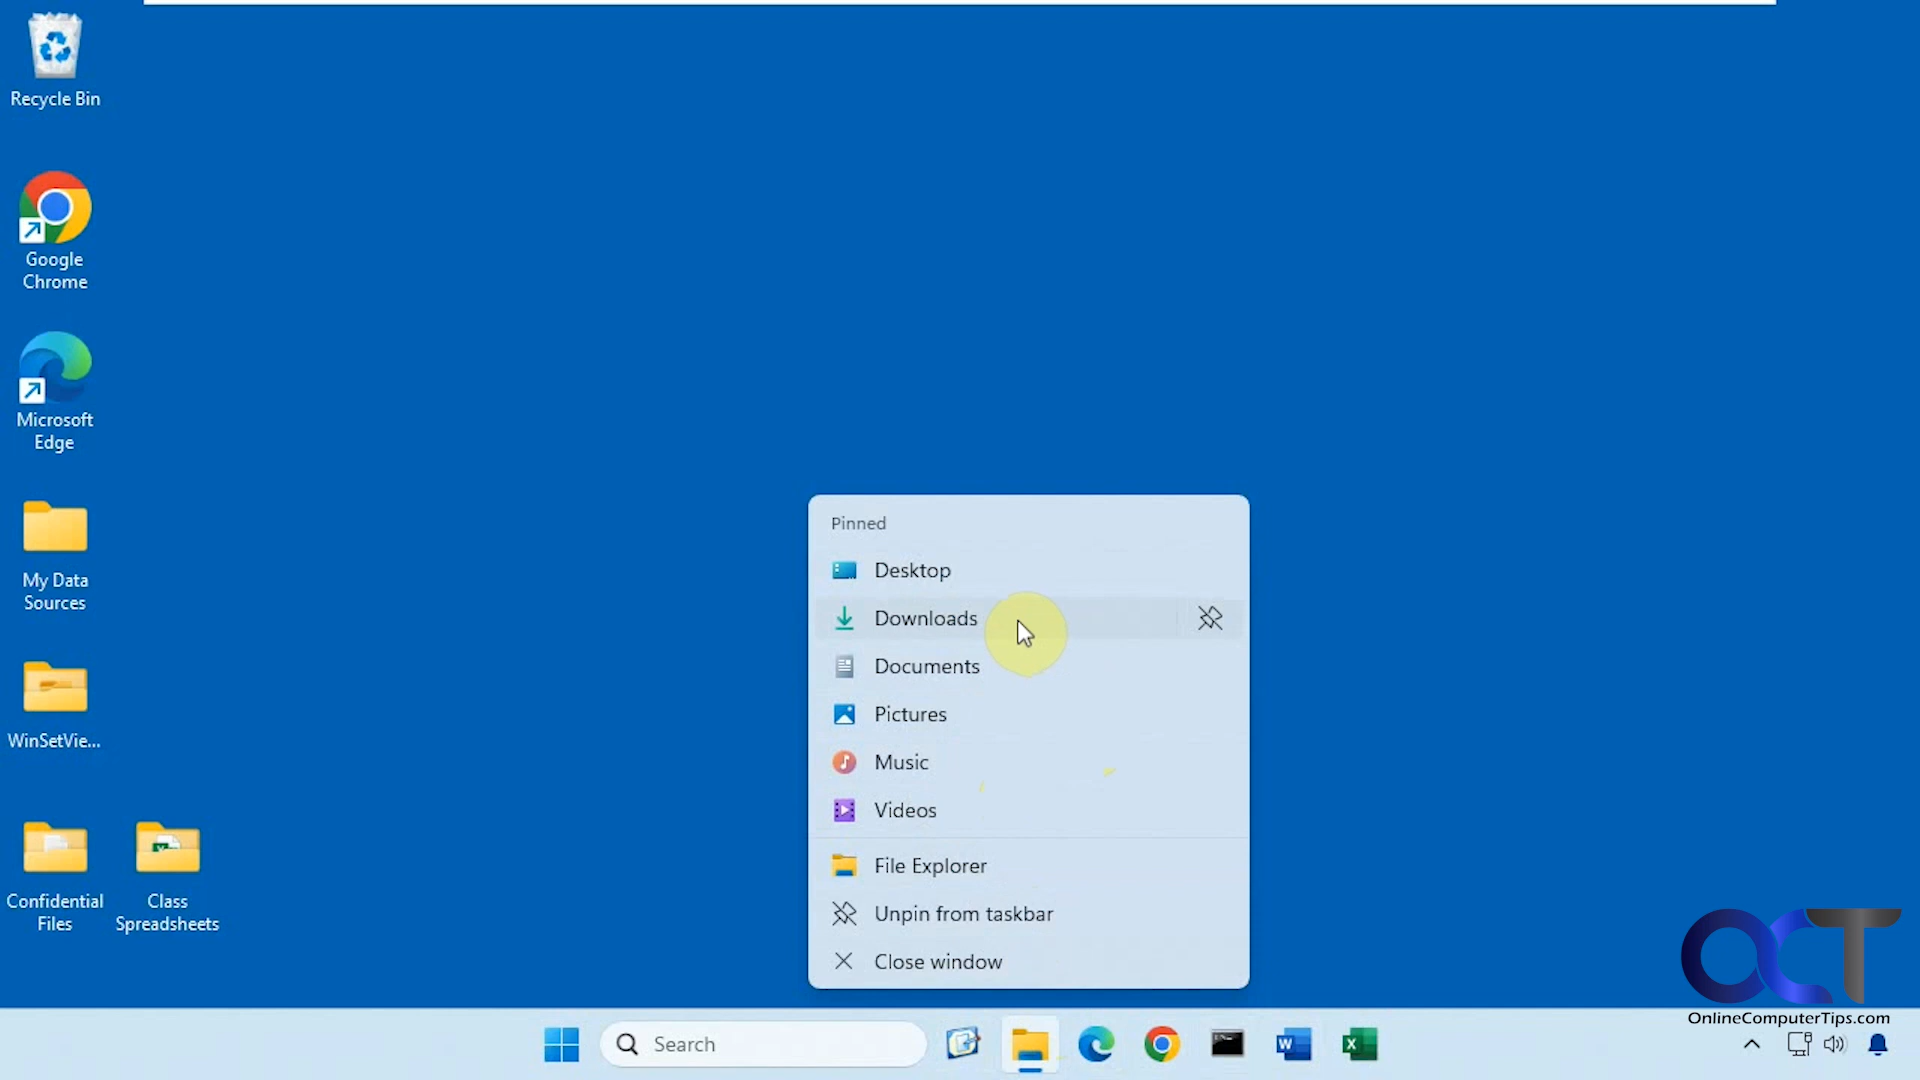 Recycle Bin
Google
Chrome
Microsoft
Edge
My Data
Sources
WinSetVie...
Confidential
Files
Class
Spreadsheets
Pinned
Desktop
Downloads
Documents
Pictures
Music
Videos
File Explorer
Unpin from taskbar
Close window
OCT
OnlineComputerTips.com
Search